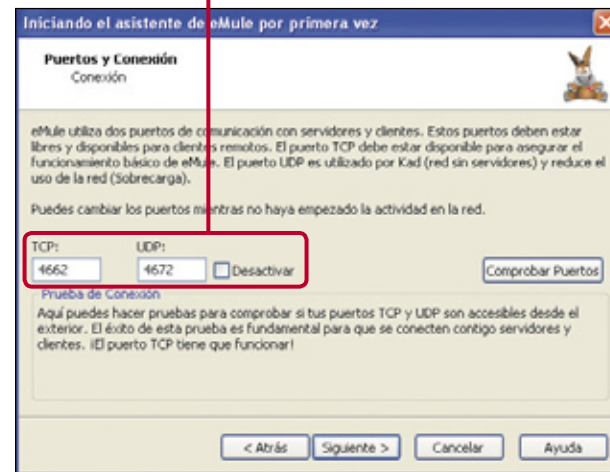 Iniciando el asistente de eMule por primera vez
Puertos y Conexión
Conexión
eMule utiliza dos puertos de comunicación con servidores y clientes. Estos puertos deben estar
libres y disponibles para clientes remotos. El puerto TCP debe estar disponible para asegurar el
funcionamiento básico de eMule. El puerto UDP es utilizado por Kad (red sin servidores) y reduce el
uso de la red (Sobrecarga).
Puedes cambiar los puertos mientras no haya empezado la actividad en la red.
TCP: UDP:
4662 4672 Desactivar Comprobar Puertos
Prueba de Conexión
Aquí puedes hacer pruebas para comprobar si tus puertos TCP y UDP son accesibles desde el
exterior. El éxito de esta prueba es fundamental para que se conecten contigo servidores y
clientes. ¡El puerto TCP tiene que funcionar!
< Atrás Siguiente > Cancelar Ayuda